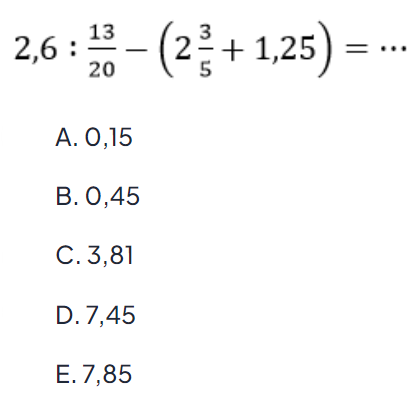 2,6 : 13/20 − (2 3/5 + 1,25) = ⋯
A. 0,15
B. 0,45
C. 3,81
D. 7,45
E. 7,85